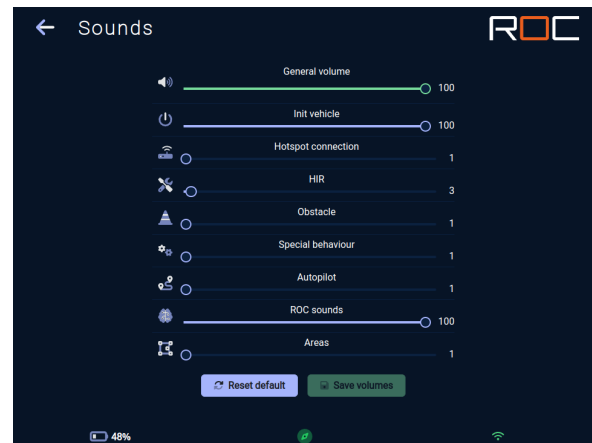 Sounds
ROC
General volume
100
Init vehicle
100
Hotspot connection
1
HIR
3
Obstacle
1
Special behaviour
1
Autopilot
1
ROC sounds
100
Areas
1
Reset default
Save volumes
48%